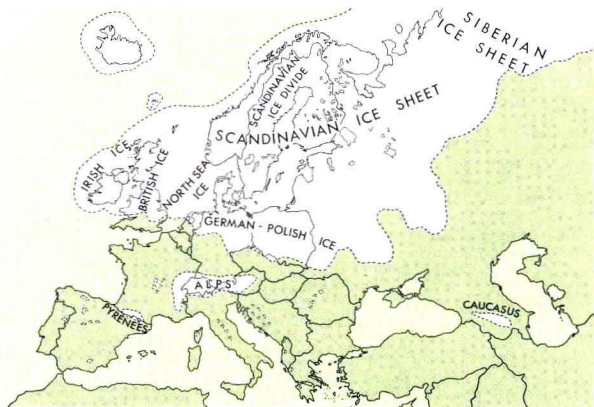 SIBERIAN
ICE SHEET
SCANDINAVIAN
ICE DIVIDE
SCANDINAVIAN ICE SHEET
IRISH ICE
BRITISH ICE
NORTH SEA
ICE
GERMAN - POLISH ICE
ALPS
PYRENEES
CAUCASUS